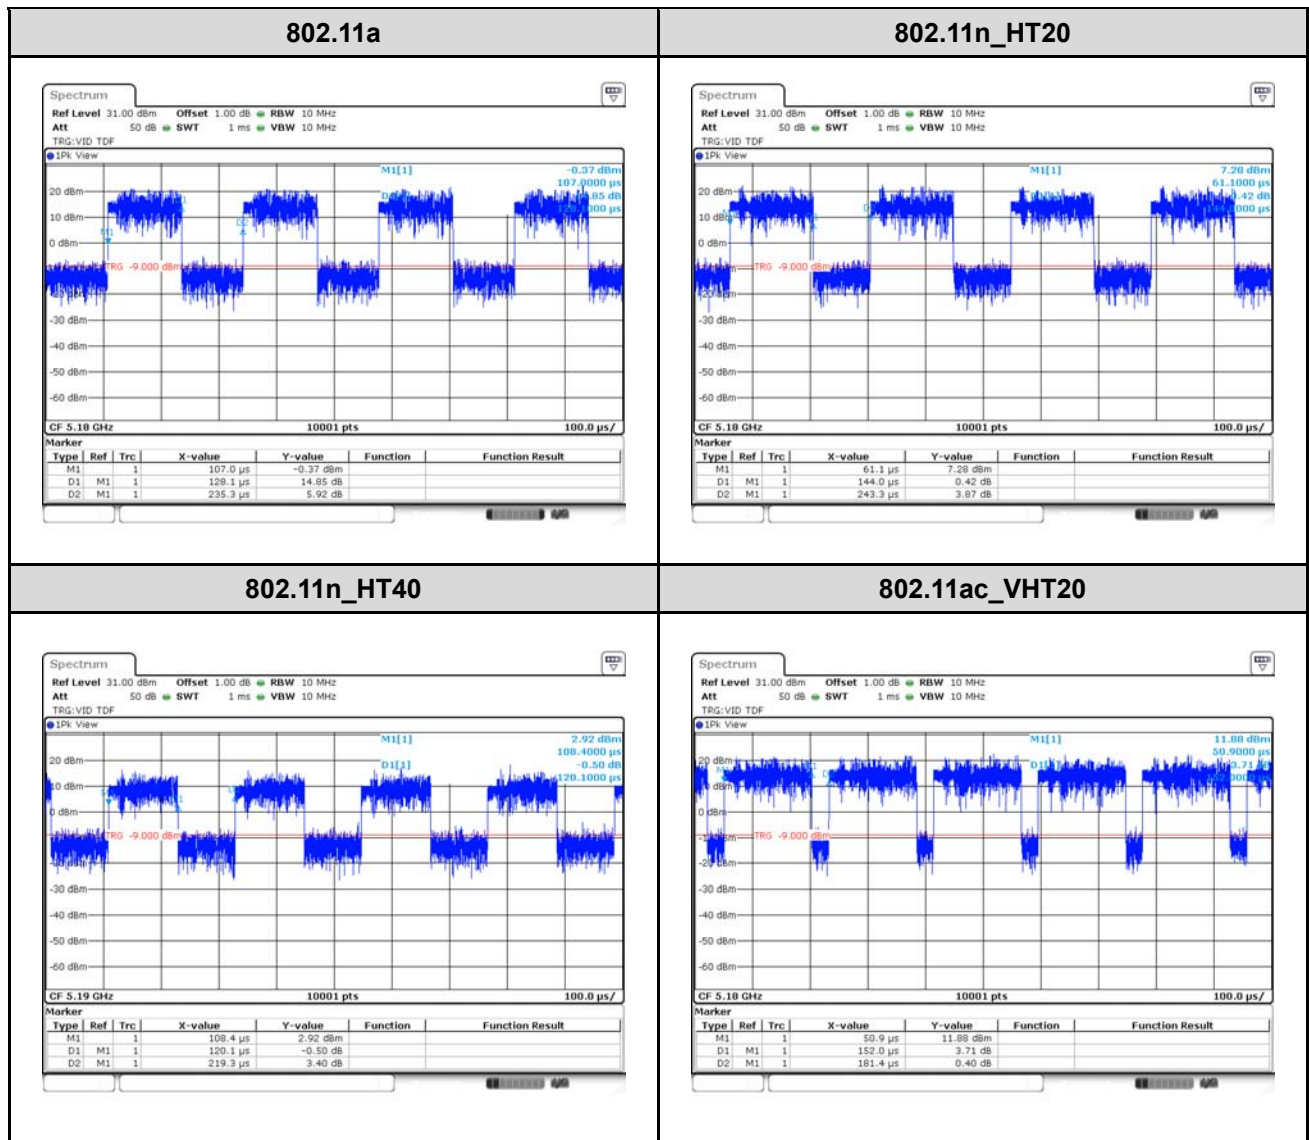 802.11a
802.11n_HT20
Spectrum
Ref Level 31.00 dBm Offset 1.00 dB RBW 10 MHz
Att 50 dB SWT 1 ms VBW 10 MHz
TRG:VID TDF
1Pk View
M1[1] -0.37 dBm
107.0000 µs
20 dBm
10 dBm
0 dBm
TRG -9.000 dBm
-30 dBm
-40 dBm
-50 dBm
-60 dBm
CF 5.18 GHz 10001 pts 100.0 µs/
Marker
Type Ref Trc X-value Y-value Function Function Result
M1 1 107.0 µs -0.37 dBm
D1 M1 1 128.1 µs 14.85 dB
D2 M1 1 235.3 µs 5.92 dB
Spectrum
Ref Level 31.00 dBm Offset 1.00 dB RBW 10 MHz
Att 50 dB SWT 1 ms VBW 10 MHz
TRG:VID TDF
1Pk View
M1[1] 7.28 dBm
61.1000 µs
20 dBm
10 dBm
0 dBm
TRG -9.000 dBm
-30 dBm
-40 dBm
-50 dBm
-60 dBm
CF 5.18 GHz 10001 pts 100.0 µs/
Marker
Type Ref Trc X-value Y-value Function Function Result
M1 1 61.1 µs 7.28 dBm
D1 M1 1 144.0 µs 0.42 dB
D2 M1 1 243.3 µs 3.87 dB
802.11n_HT40
802.11ac_VHT20
Spectrum
Ref Level 31.00 dBm Offset 1.00 dB RBW 10 MHz
Att 50 dB SWT 1 ms VBW 10 MHz
TRG:VID TDF
1Pk View
M1[1] 2.92 dBm
108.4000 µs
20 dBm
D1[1] -0.50 dB
120.1000 µs
10 dBm
0 dBm
TRG -9.000 dBm
-30 dBm
-40 dBm
-50 dBm
-60 dBm
CF 5.19 GHz 10001 pts 100.0 µs/
Marker
Type Ref Trc X-value Y-value Function Function Result
M1 1 108.4 µs 2.92 dBm
D1 M1 1 120.1 µs -0.50 dB
D2 M1 1 219.3 µs 3.40 dB
Spectrum
Ref Level 31.00 dBm Offset 1.00 dB RBW 10 MHz
Att 50 dB SWT 1 ms VBW 10 MHz
TRG:VID TDF
1Pk View
M1[1] 11.88 dBm
50.9000 µs
20 dBm
10 dBm
0 dBm
TRG -9.000 dBm
-30 dBm
-40 dBm
-50 dBm
-60 dBm
CF 5.18 GHz 10001 pts 100.0 µs/
Marker
Type Ref Trc X-value Y-value Function Function Result
M1 1 50.9 µs 11.88 dBm
D1 M1 1 152.0 µs 3.71 dB
D2 M1 1 181.4 µs 0.40 dB